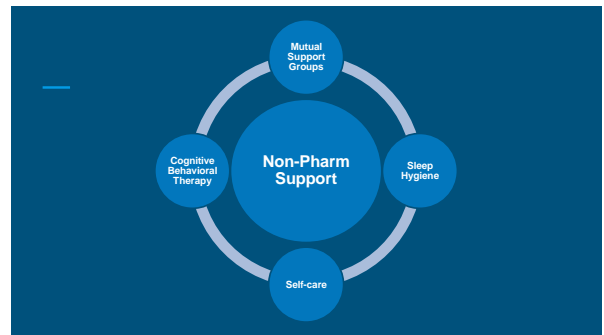 Mutual
Support
Groups
Cognitive
Behavioral
Therapy
Non-Pharm
Support
Sleep
Hygiene
Self-care